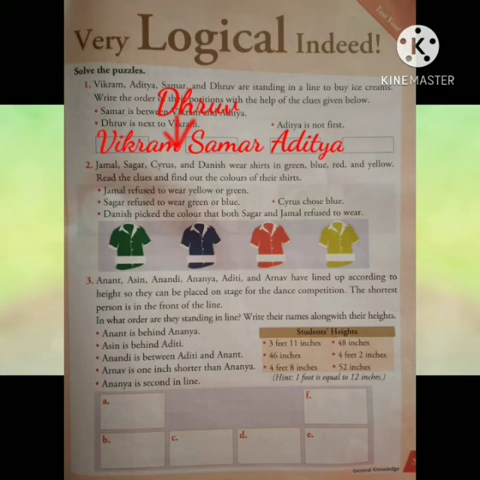 Test Your
Very Logical Indeed!
K
KINEMASTER
Solve the puzzles.
1. Vikram, Aditya, Samar, and Dhruv are standing in a line to buy ice creams.
Write the order of their positions with the help of the clues given below.
• Samar is between Vikram and Aditya.
• Dhruv is next to Vikram.
• Aditya is not first.
Dhruv
Vikram Samar Aditya
2. Jamal, Sagar, Cyrus, and Danish wear shirts in green, blue, red, and yellow.
Read the clues and find out the colours of their shirts.
• Jamal refused to wear yellow or green.
• Sagar refused to wear green or blue.
• Cyrus chose blue.
• Danish picked the colour that both Sagar and Jamal refused to wear.
3. Anant, Asin, Anandi, Ananya, Aditi, and Arnav have lined up according to
height so they can be placed on stage for the dance competition. The shortest
person is in the front of the line.
In what order are they standing in line? Write their names alongwith their heights.
• Anant is behind Ananya.
• Asin is behind Aditi.
• Anandi is between Aditi and Anant.
• Arnav is one inch shorter than Ananya.
• Ananya is second in line.
Students' Heights
• 3 feet 11 inches • 48 inches
• 46 inches • 4 feet 2 inches
• 4 feet 8 inches • 52 inches
(Hint: 1 foot is equal to 12 inches.)
a.
f.
b.
c.
d.
e.
General Knowledge